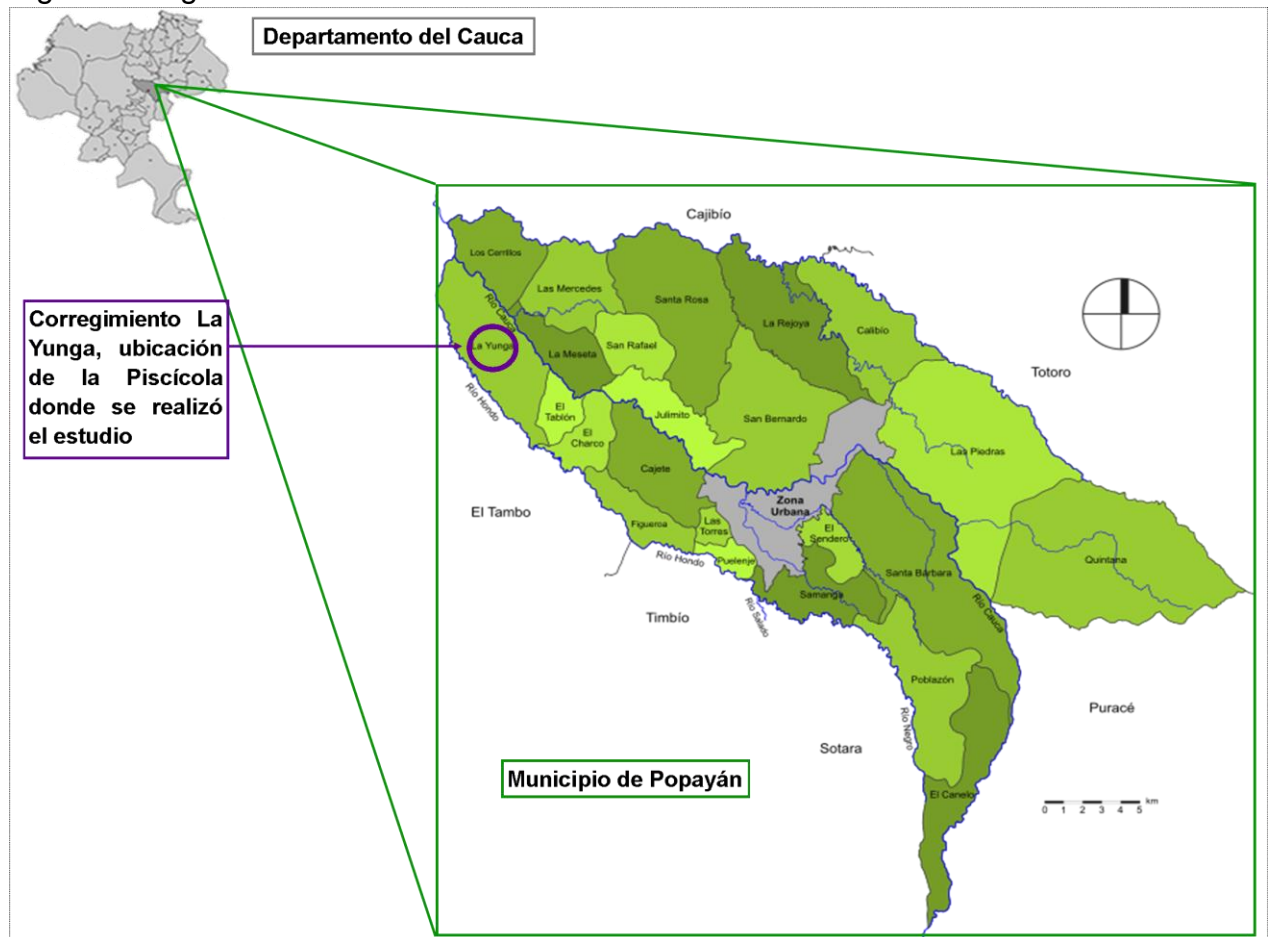 Departamento del Cauca
Cajibío
Los Cerrillos
Las Mercedes
Santa Rosa
La Rejoya
Calibío
Río Cauca
Corregimiento La
Yunga, ubicación
de la Piscícola
donde se realizó
el estudio
La Yunga
La Meseta
San Rafael
Totoro
Río Hondo
El
Tablón
Julimito
San Bernardo
El
Charco
Las Piedras
Cajete
Zona
Urbana
El Tambo
Figueroa
Las
Torres
El
Sendero
Río Hondo
Puelenje
Santa Bárbara
Quintana
Samanga
Río Salado
Río Cauca
Timbío
Poblazón
Río Negro
Puracé
Sotara
Municipio de Popayán
El Canelo
km
0 1 2 3 4 5